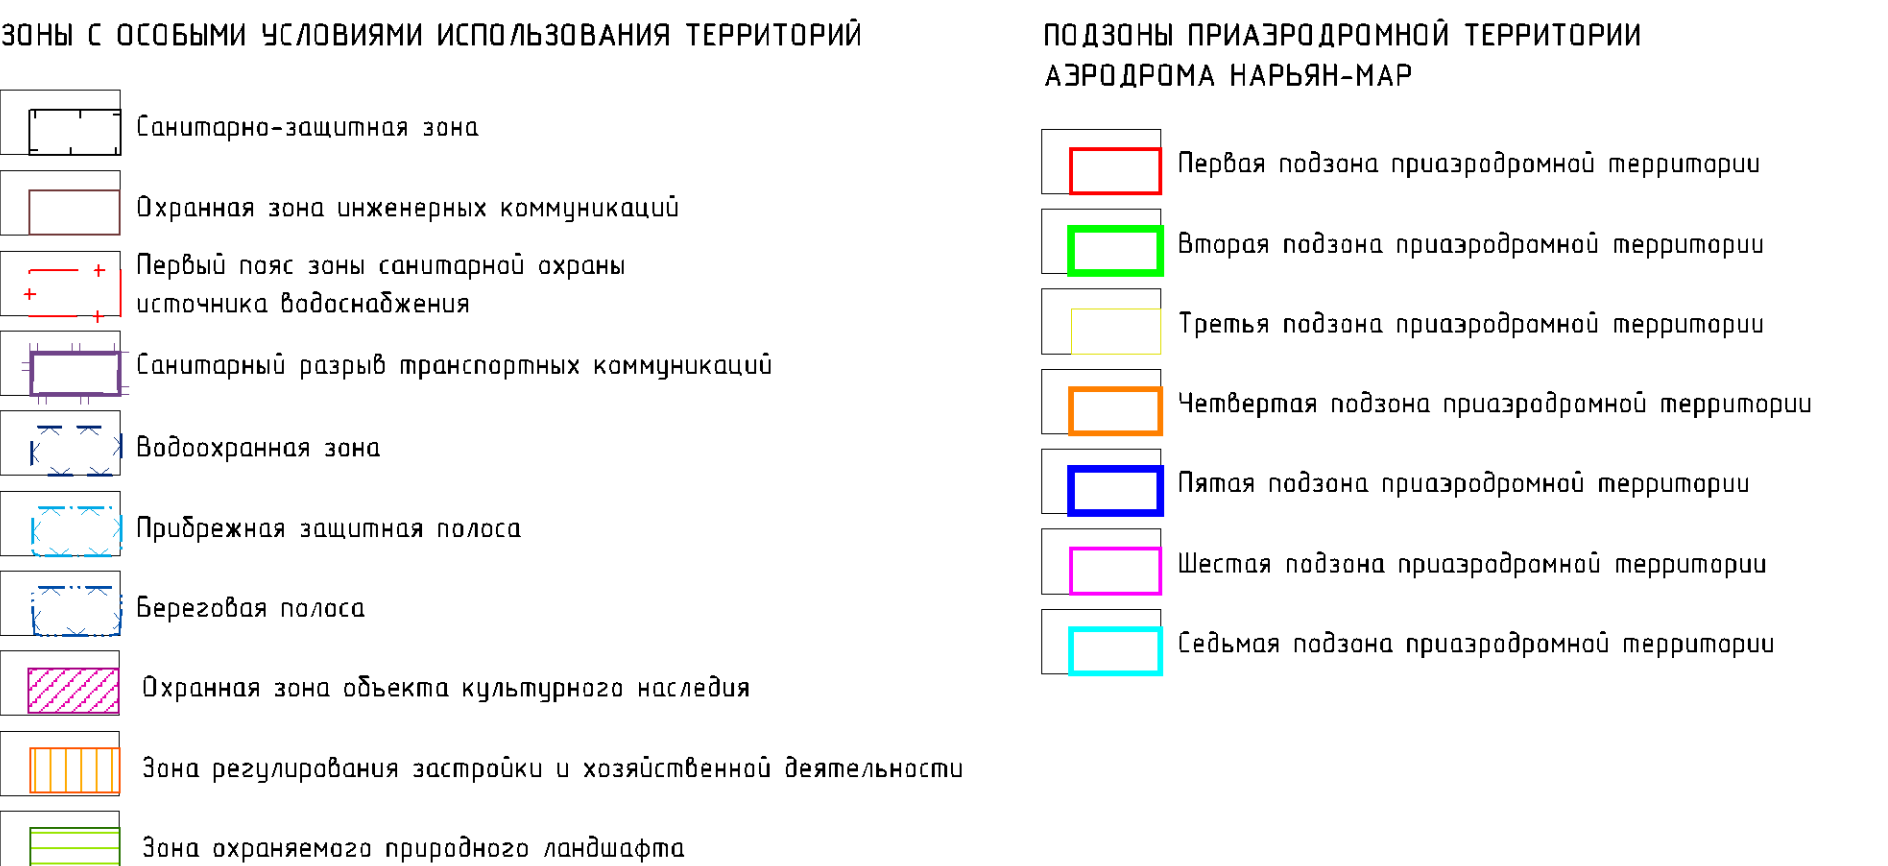 ЗОНЫ С ОСОБЫМИ УСЛОВИЯМИ ИСПОЛЬЗОВАНИЯ ТЕРРИТОРИЙ
Санитарно-защитная зона
Охранная зона инженерных коммуникаций
Первый пояс зоны санитарной охраны
источника водоснабжения
Санитарный разрыв транспортных коммуникаций
Водоохранная зона
Прибрежная защитная полоса
Береговая полоса
Охранная зона объекта культурного наследия
Зона регулирования застройки и хозяйственной деятельности
Зона охраняемого природного ландшафта
ПОДЗОНЫ ПРИАЭРОДРОМНОЙ ТЕРРИТОРИИ
АЭРОДРОМА НАРЬЯН-МАР
Первая подзона приаэродромной территории
Вторая подзона приаэродромной территории
Третья подзона приаэродромной территории
Четвертая подзона приаэродромной территории
Пятая подзона приаэродромной территории
Шестая подзона приаэродромной территории
Седьмая подзона приаэродромной территории